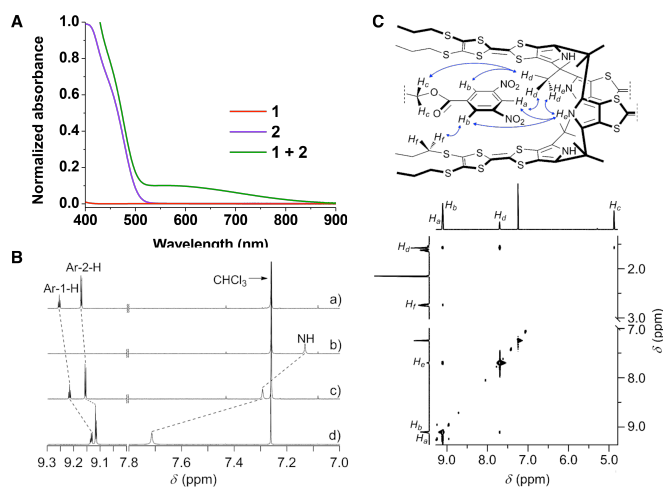 A
Normalized absorbance
1.0
0.8
0.6
0.4
0.2
0.0
400 500 600 700 800 900
Wavelength (nm)
1
2
1 + 2
B
Ar-2-H
Ar-1-H
CHCl3
NH
a)
b)
c)
d)
9.3 9.2 9.1 7.8 7.6 7.4 7.2 7.0
δ (ppm)
C
S S S S S NH
Hc Hd Hd He
Hb NO2 N
O O Ha HN
Hc NO2
Hb
Hf Hf
S S S S S NH
Ha Hb Hd Hc
Hd
Hf
He
Hb
Ha
2.0
3.0
7.0
8.0
9.0
δ (ppm)
9.0 8.0 7.0 6.0 5.0
δ (ppm)